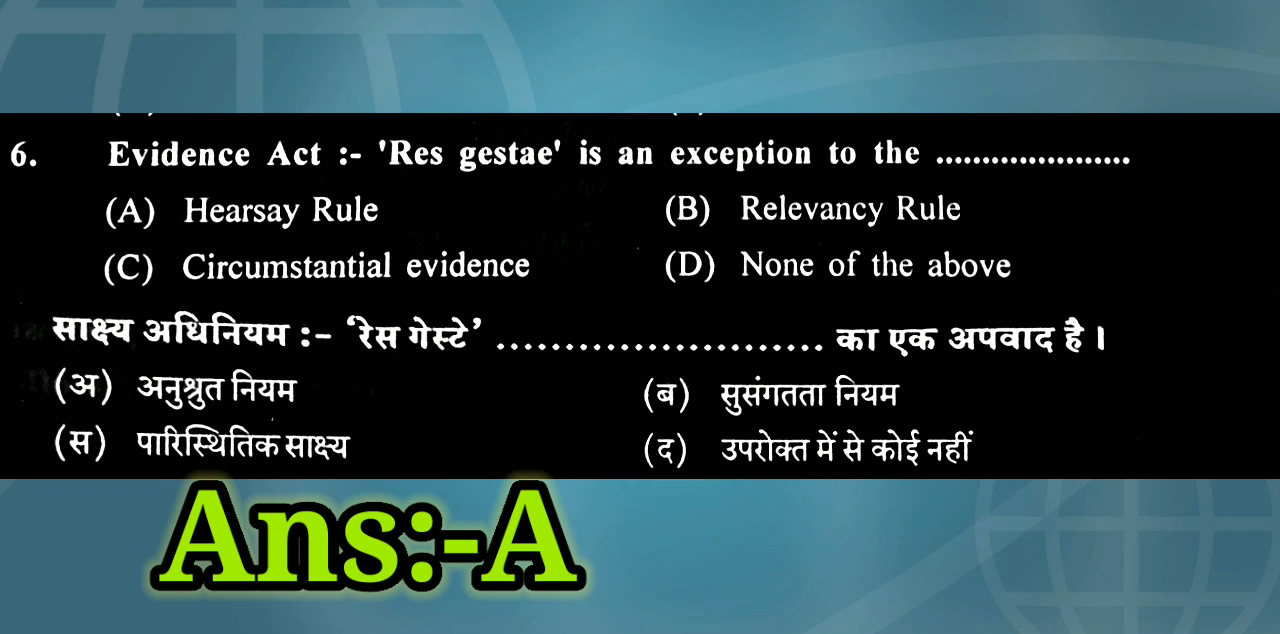 6. Evidence Act :- 'Res gestae' is an exception to the .....................
(A) Hearsay Rule (B) Relevancy Rule
(C) Circumstantial evidence (D) None of the above
साक्ष्य अधिनियम :- ‘रेस गेस्टे’ ........................ का एक अपवाद है।
(अ) अनुश्रुत नियम (ब) सुसंगतता नियम
(स) पारिस्थितिक साक्ष्य (द) उपरोक्त में से कोई नहीं
Ans:-A